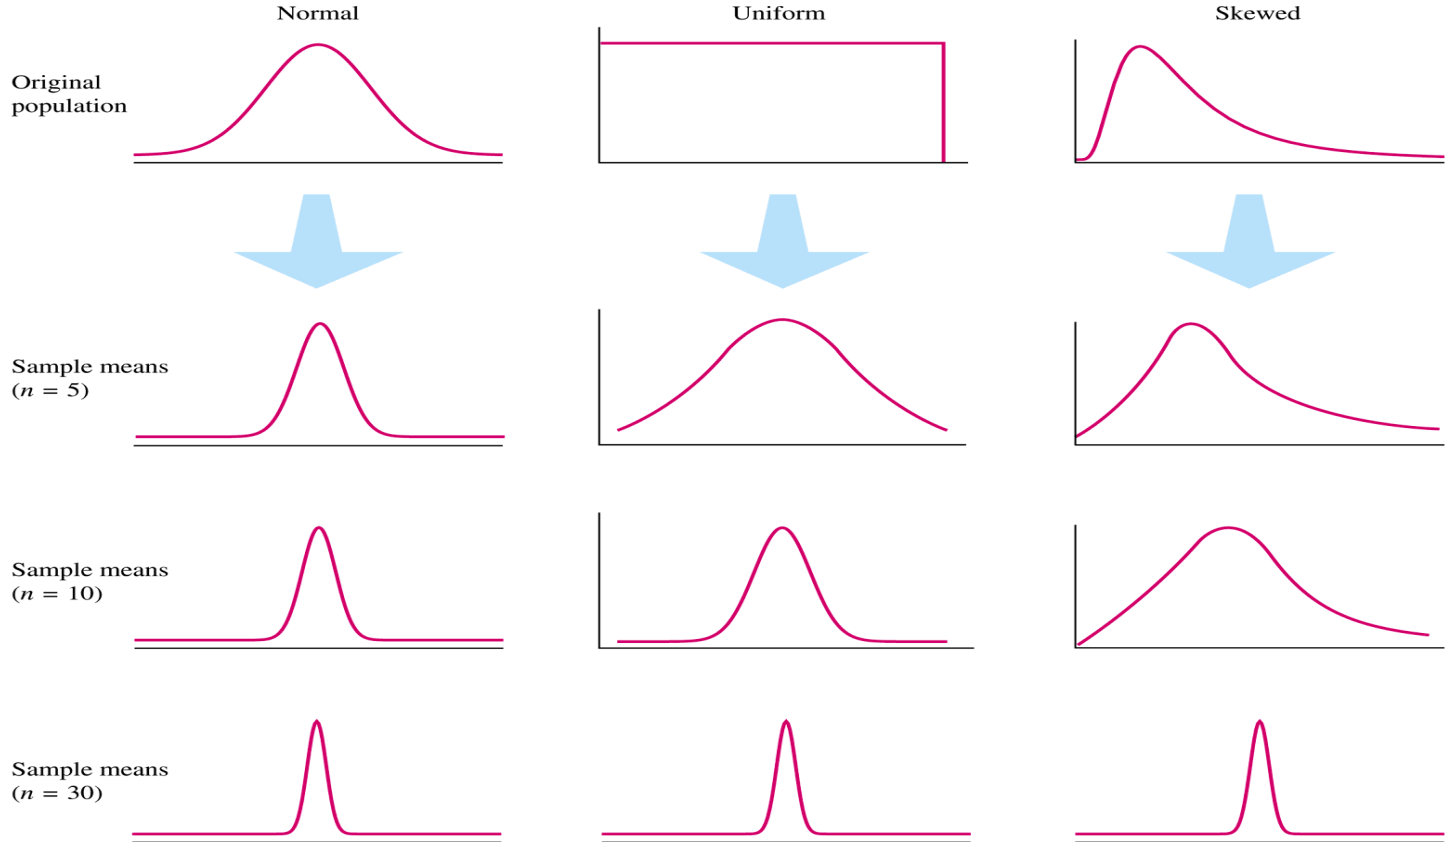 Normal
Uniform
Skewed
Original
population
Sample means
(n = 5)
Sample means
(n = 10)
Sample means
(n = 30)